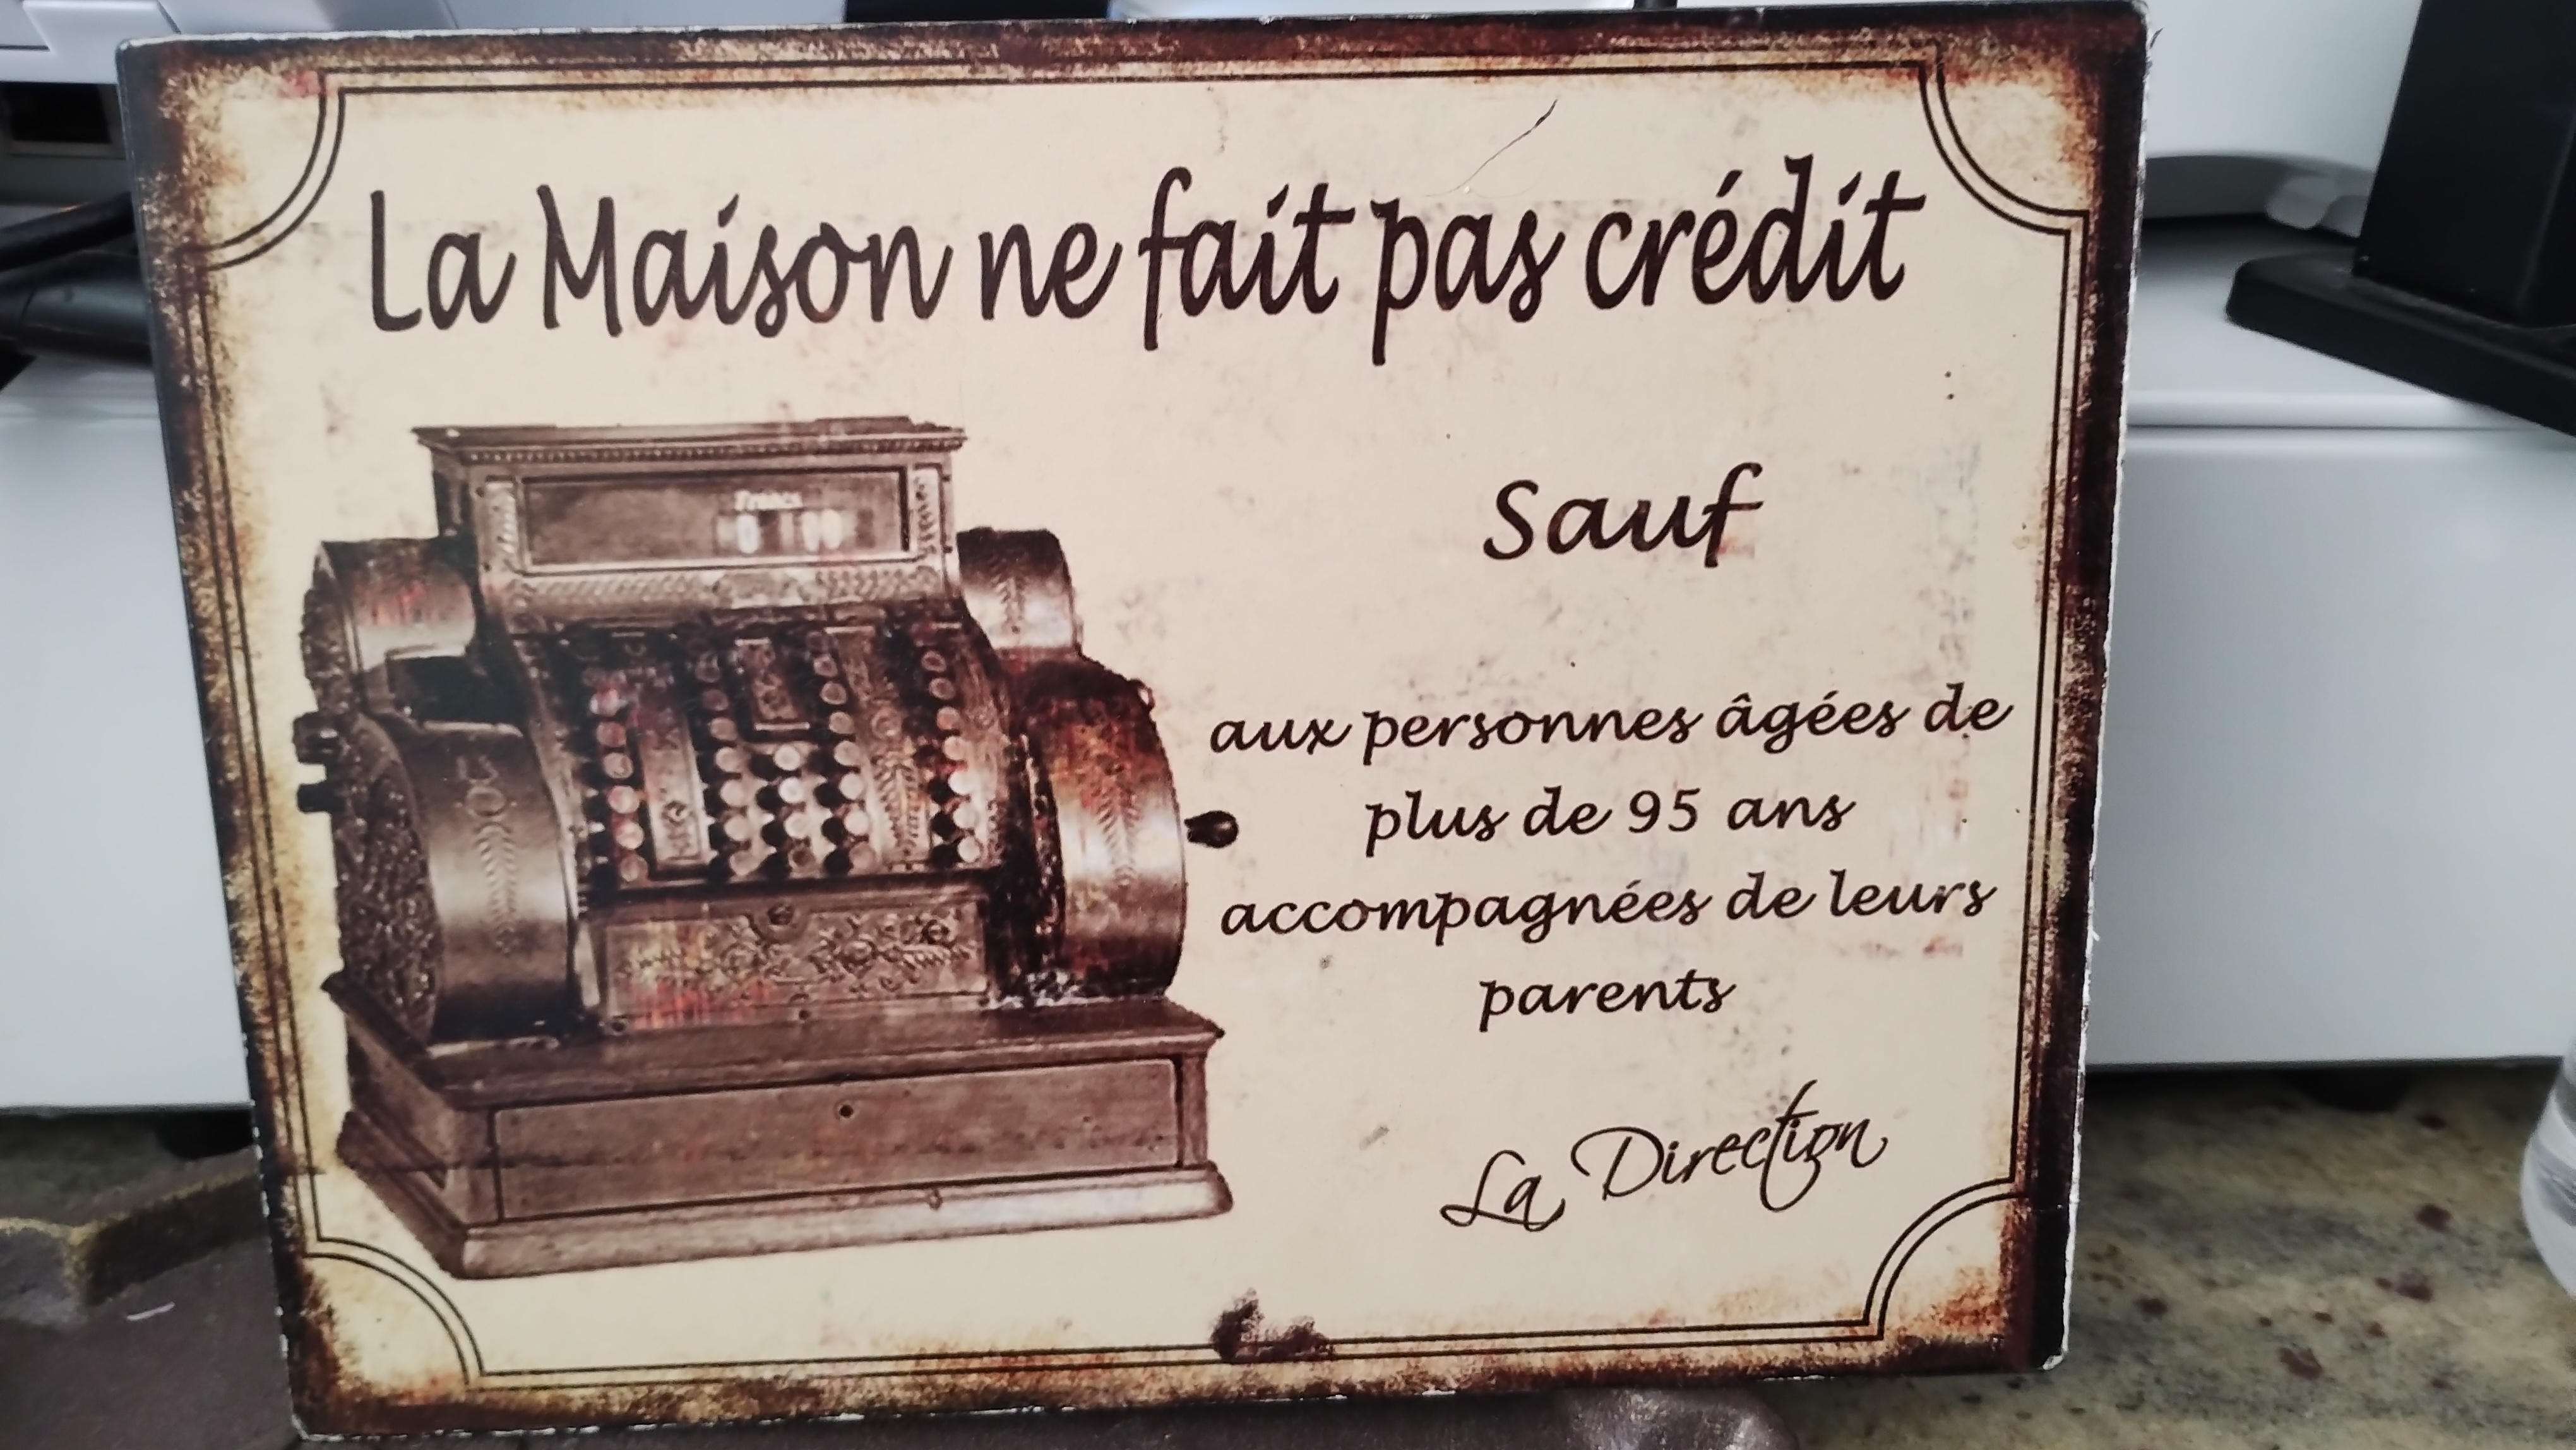 La Maison ne fait pas crédit
Francs
Sauf
aux personnes âgées de
plus de 95 ans
accompagnées de leurs
parents
La Direction